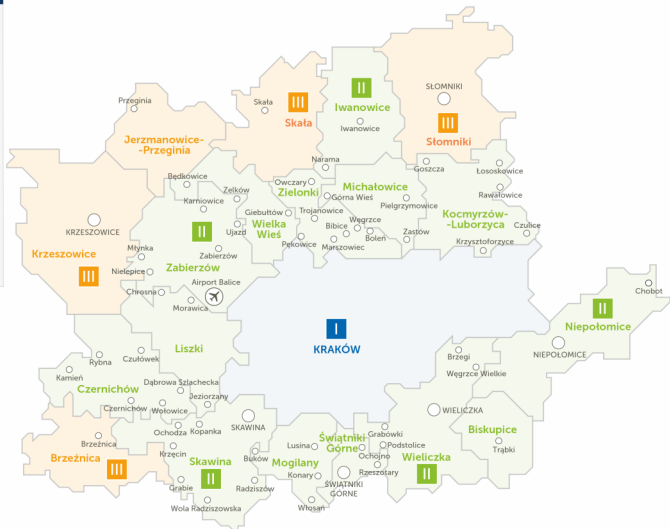 SŁOMNIKI
II
III
Przeginia
Skała
Iwanowice
III
Skała
Iwanowice
Słomniki
Jerzmanowice-
-Przeginia
Narama
Goszcza
Łososkowice
Będkowice
Owczary
Zielonki
Michałowice
Rawałowice
Zelków
Górna Wieś
Karniowice
Giebułtów
Pielgrzymowice
Trojanowice
Kocmyrzów-
-Luborzyca
KRZESZOWICE
II
Ujazd
Wielka
Wieś
Bibice
Węgrzce
Boleń
Zastów
Czulice
Pękowice
Marszowiec
Krzysztoforzyce
Krzeszowice
Młynka
Zabierzów
Zabierzów
III
Nielepice
Airport Balice
Chrosna
Morawica
Chobot
II
Niepołomice
I
KRAKÓW
Liszki
NIEPOŁOMICE
Brzegi
Rybna
Czułówek
Węgrzce Wielkie
Kamień
Czernichów
Dąbrowa Szlachecka
Jeziorzany
Czernichów
Wołowice
SKAWINA
WIELICZKA
Ochodza
Kopanka
Biskupice
Brzeźnica
Świątniki
Górne
Grabówki
Podstolice
Lusina
Trąbki
Krzęcin
Buków
Ochojno
Brzeźnica
III
Skawina
Mogilany
Wieliczka
Rzeszotary
II
Konary
ŚWIĄTNIKI
GÓRNE
II
Grabie
Radziszów
Wola Radziszowska
Włosań